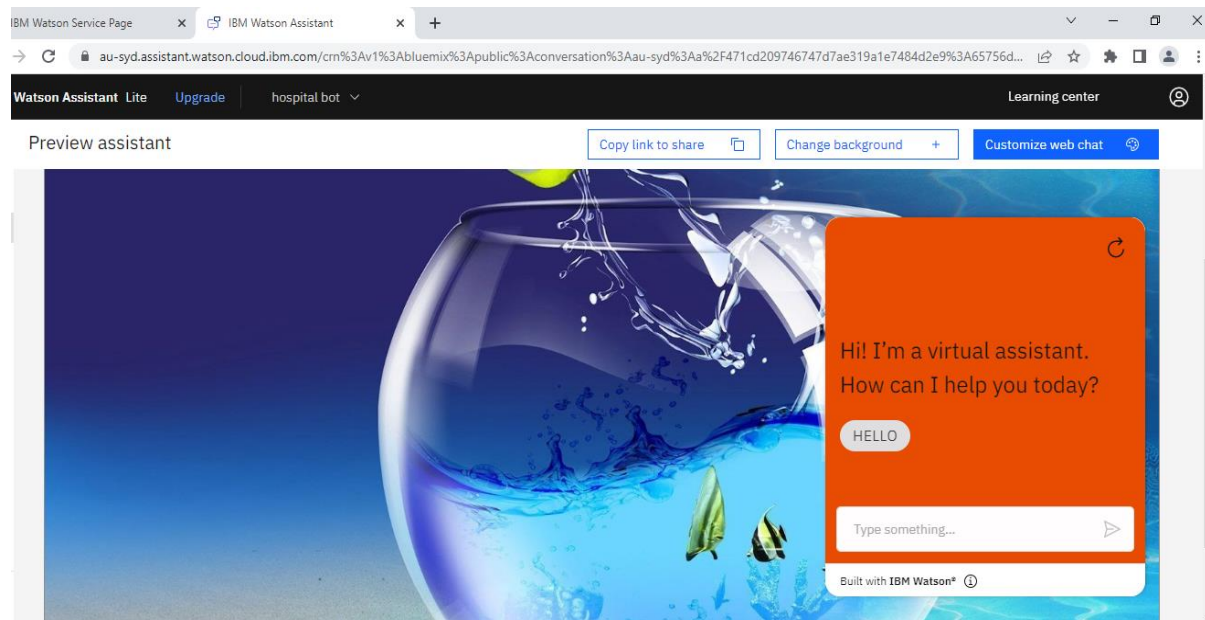 IBM Watson Service Page
IBM Watson Assistant
au-syd.assistant.watson.cloud.ibm.com/crn%3Av1%3Abluemix%3Apublic%3Aconversation%3Aau-syd%3Aa%2F471cd209746747d7ae319a1e7484d2e9%3A65756d...
Watson Assistant Lite Upgrade hospital bot Learning center
Preview assistant Copy link to share Change background + Customize web chat
Hi! I'm a virtual assistant.
How can I help you today?
HELLO
Type something...
Built with IBM Watson®